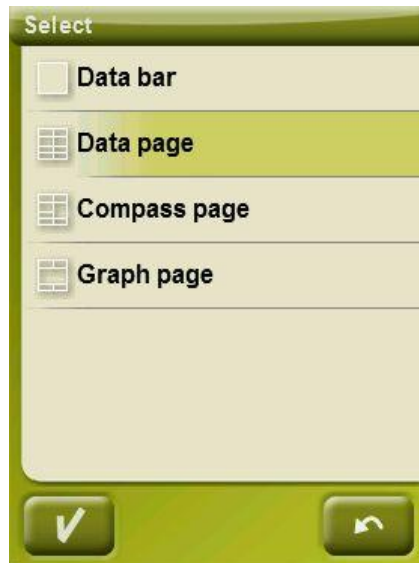 Select
Data bar
Data page
Compass page
Graph page